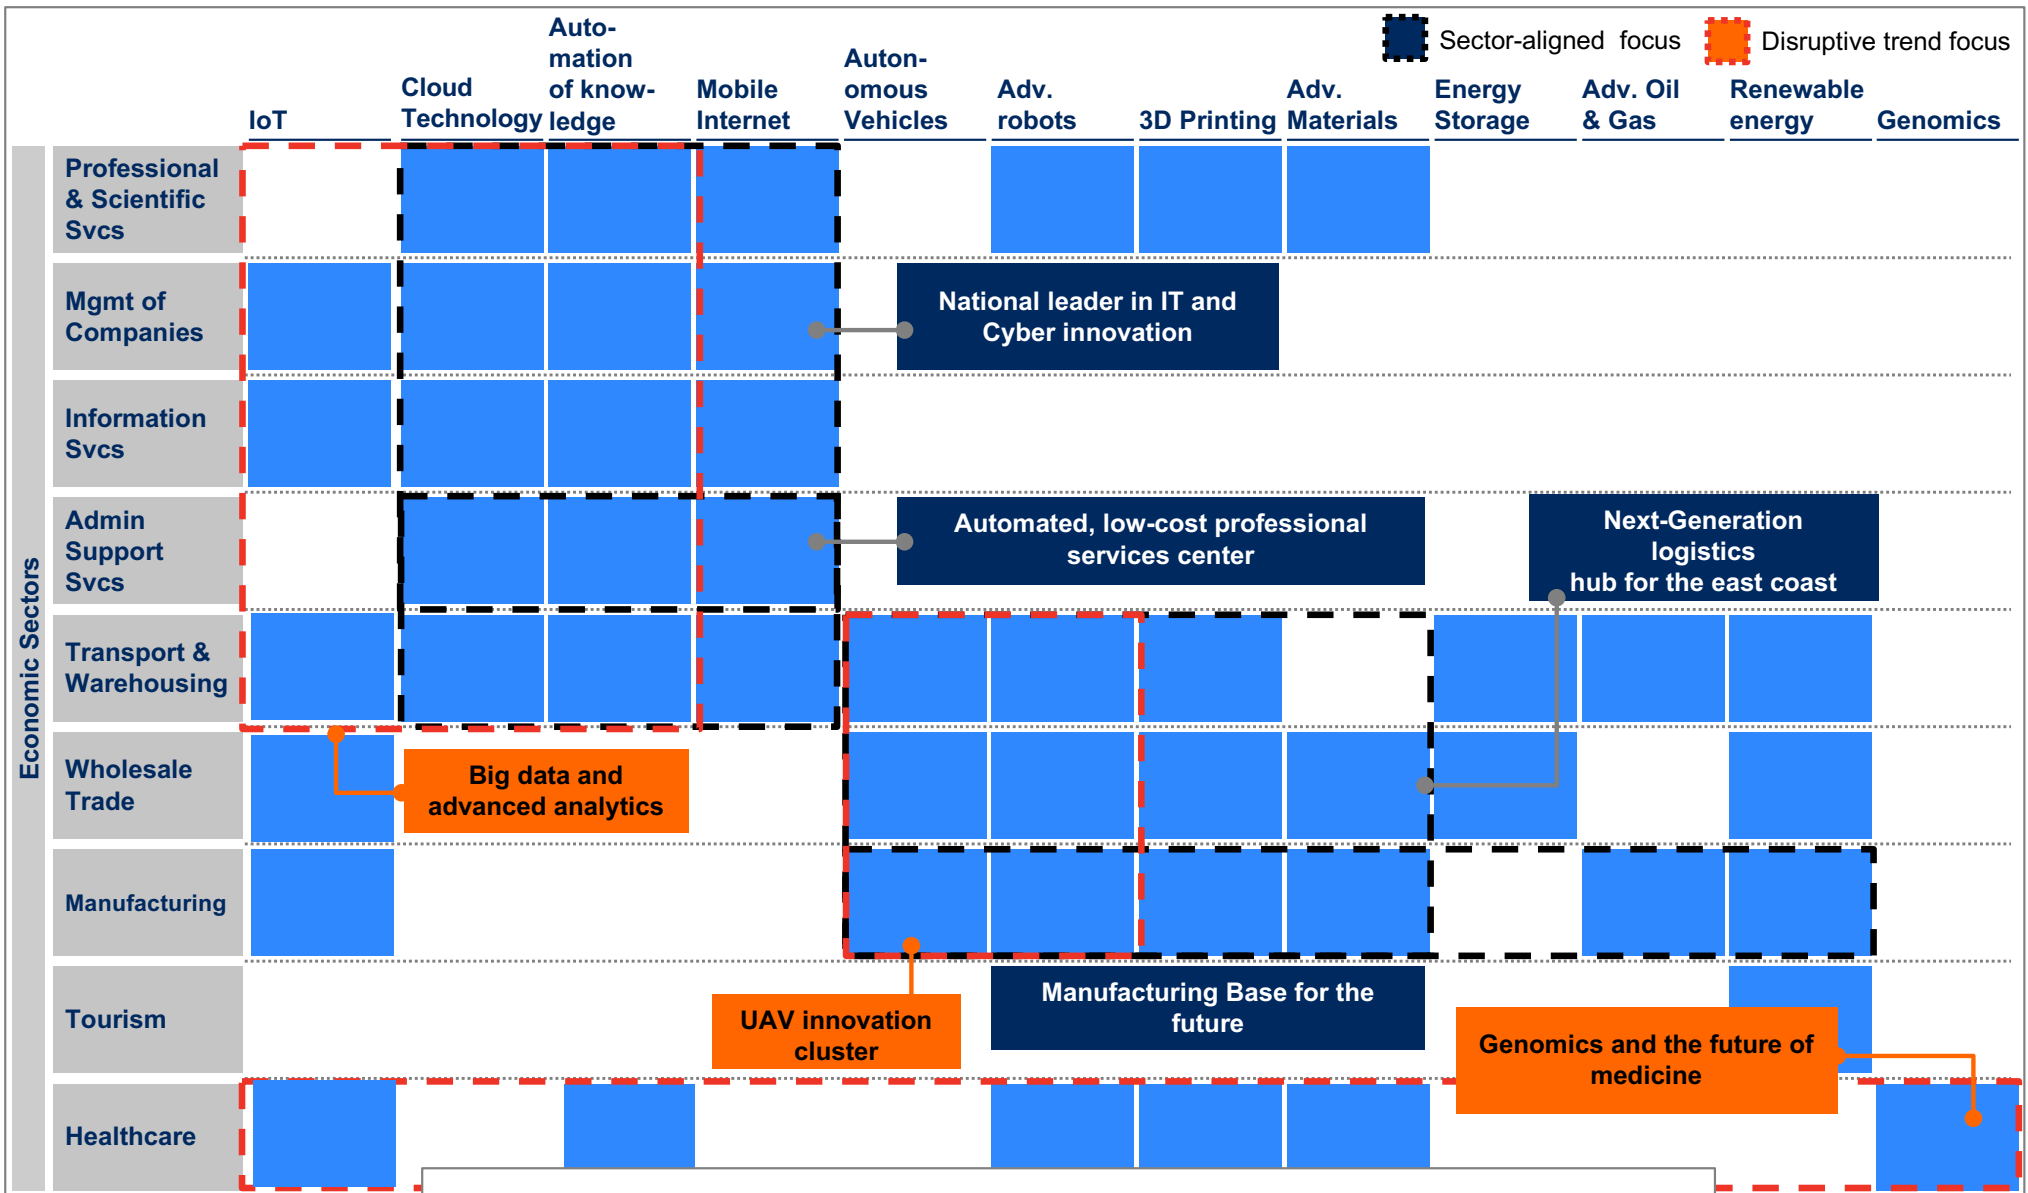 Sector-aligned focus
Disruptive trend focus
IoT
Cloud
Technology
Auto-
mation
of know-
ledge
Mobile
Internet
Auton-
omous
Vehicles
Adv.
robots
3D Printing
Adv.
Materials
Energy
Storage
Adv. Oil
& Gas
Renewable
energy
Genomics
Economic Sectors
Professional
& Scientific
Svcs
Mgmt of
Companies
National leader in IT and
Cyber innovation
Information
Svcs
Admin
Support
Svcs
Automated, low-cost professional
services center
Next-Generation
logistics
hub for the east coast
Transport &
Warehousing
Wholesale
Trade
Big data and
advanced analytics
Manufacturing
Tourism
UAV innovation
cluster
Manufacturing Base for the
future
Genomics and the future of
medicine
Healthcare